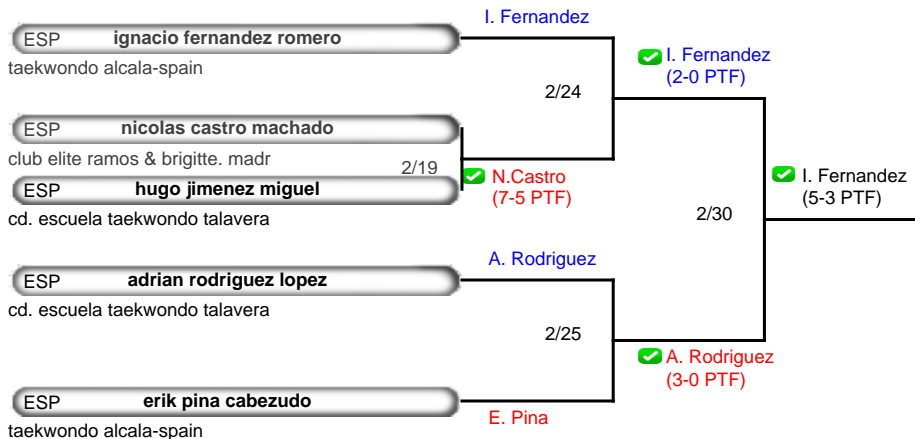 I. Fernandez
ESP ignacio fernandez romero
taekwondo alcala-spain
I. Fernandez
(2-0 PTF)
2/24
ESP nicolas castro machado
club elite ramos & brigitte. madr
2/19
N.Castro
(7-5 PTF)
ESP hugo jimenez miguel
cd. escuela taekwondo talavera
I. Fernandez
(5-3 PTF)
2/30
A. Rodriguez
ESP adrian rodriguez lopez
cd. escuela taekwondo talavera
2/25
A. Rodriguez
(3-0 PTF)
ESP erik pina cabezudo
E. Pina
taekwondo alcala-spain